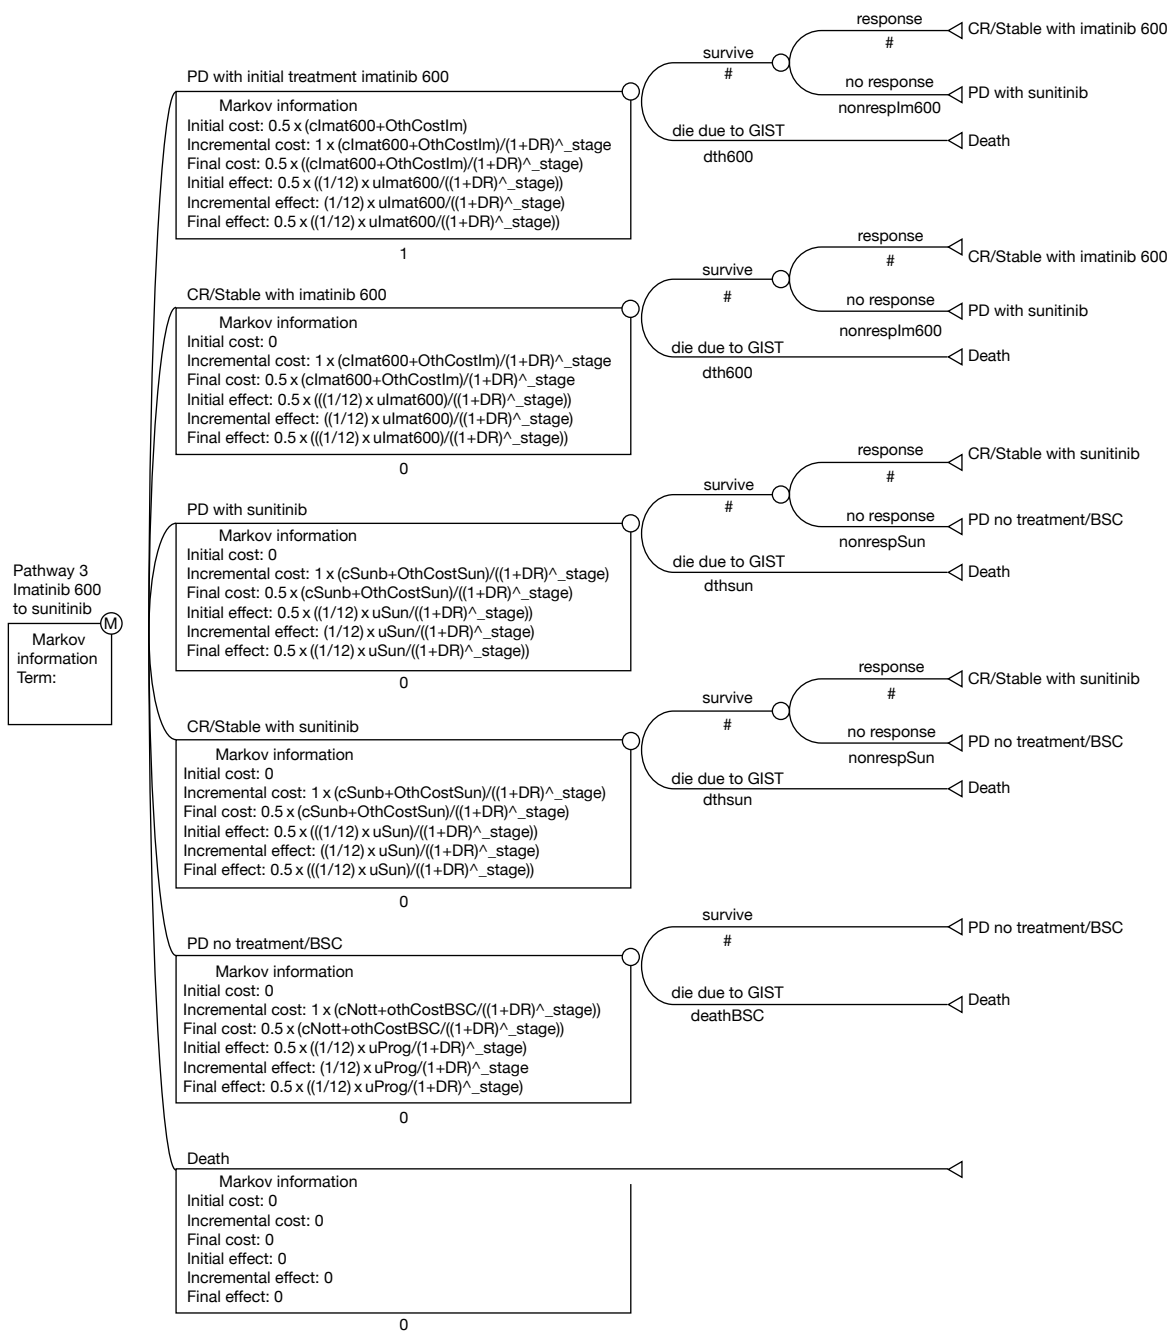 Pathway 3
Imatinib 600
to sunitinib
M
Markov
information
Term:
PD with initial treatment imatinib 600
Markov information
Initial cost: 0.5 x (cImat600+OthCostIm)
Incremental cost: 1 x (cImat600+OthCostIm)/(1+DR)^_stage
Final cost: 0.5 x ((cImat600+OthCostIm)/(1+DR)^_stage)
Initial effect: 0.5 x ((1/12) x uImat600/((1+DR)^_stage))
Incremental effect: (1/12) x uImat600/((1+DR)^_stage)
Final effect: 0.5 x ((1/12) x uImat600/((1+DR)^_stage))
1
survive
#
response
#
CR/Stable with imatinib 600
no response
nonrespIm600
PD with sunitinib
die due to GIST
dth600
Death
CR/Stable with imatinib 600
Markov information
Initial cost: 0
Incremental cost: 1 x (cImat600+OthCostIm)/(1+DR)^_stage
Final cost: 0.5 x (cImat600+OthCostIm)/(1+DR)^_stage
Initial effect: 0.5 x (((1/12) x uImat600)/((1+DR)^_stage))
Incremental effect: ((1/12) x uImat600)/((1+DR)^_stage)
Final effect: 0.5 x (((1/12) x uImat600)/((1+DR)^_stage))
0
survive
#
response
#
CR/Stable with imatinib 600
no response
nonrespIm600
PD with sunitinib
die due to GIST
dth600
Death
PD with sunitinib
Markov information
Initial cost: 0
Incremental cost: 1 x (cSunb+OthCostSun)/((1+DR)^_stage)
Final cost: 0.5 x (cSunb+OthCostSun)/((1+DR)^_stage)
Initial effect: 0.5 x ((1/12) x uSun/((1+DR)^_stage))
Incremental effect: (1/12) x uSun/((1+DR)^_stage)
Final effect: 0.5 x ((1/12) x uSun/((1+DR)^_stage))
0
survive
#
response
#
CR/Stable with sunitinib
no response
nonrespSun
PD no treatment/BSC
die due to GIST
dthsun
Death
CR/Stable with sunitinib
Markov information
Initial cost: 0
Incremental cost: 1 x (cSunb+OthCostSun)/((1+DR)^_stage)
Final cost: 0.5 x (cSunb+OthCostSun)/((1+DR)^_stage)
Initial effect: 0.5 x (((1/12) x uSun)/((1+DR)^_stage))
Incremental effect: ((1/12) x uSun)/((1+DR)^_stage)
Final effect: 0.5 x (((1/12) x uSun)/((1+DR)^_stage))
0
survive
#
response
#
CR/Stable with sunitinib
no response
nonrespSun
PD no treatment/BSC
die due to GIST
dthsun
Death
PD no treatment/BSC
Markov information
Initial cost: 0
Incremental cost: 1 x (cNott+othCostBSC/((1+DR)^_stage))
Final cost: 0.5 x (cNott+othCostBSC/((1+DR)^_stage))
Initial effect: 0.5 x ((1/12) x uProg/(1+DR)^_stage)
Incremental effect: (1/12) x uProg/(1+DR)^_stage
Final effect: 0.5 x ((1/12) x uProg/(1+DR)^_stage)
0
survive
#
PD no treatment/BSC
die due to GIST
deathBSC
Death
Death
Markov information
Initial cost: 0
Incremental cost: 0
Final cost: 0
Initial effect: 0
Incremental effect: 0
Final effect: 0
0